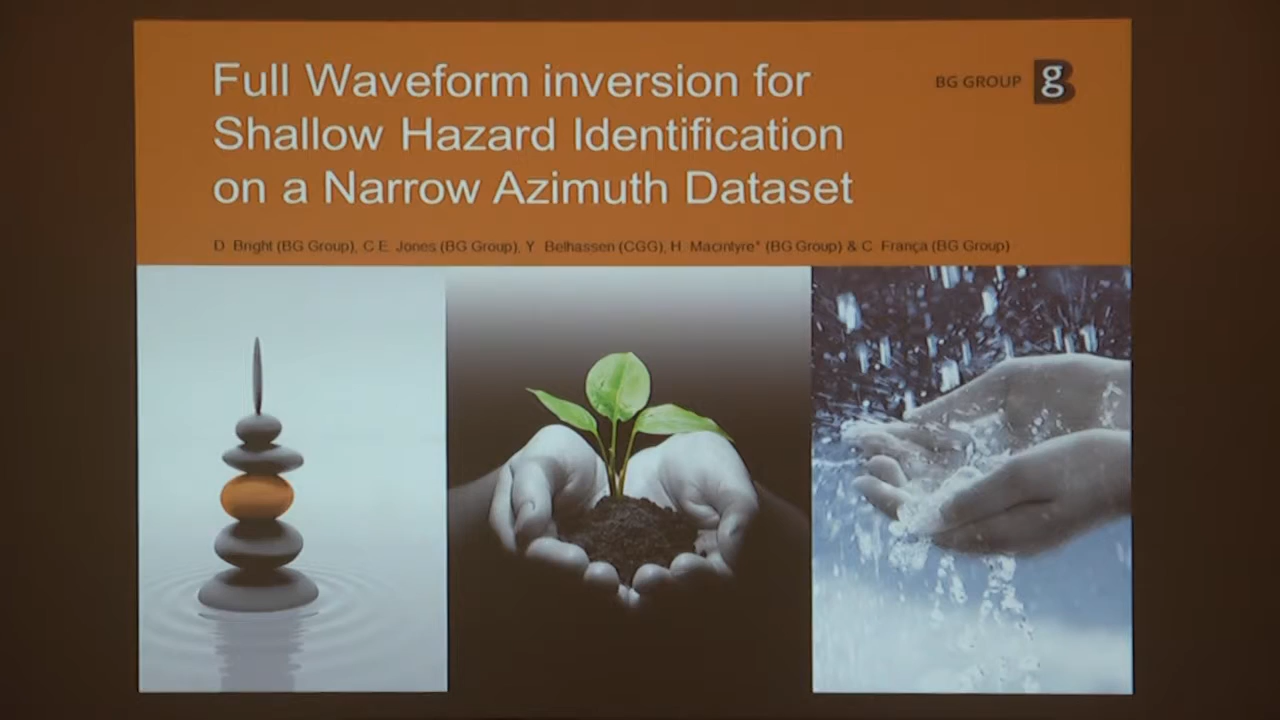 Full Waveform inversion for
Shallow Hazard Identification
on a Narrow Azimuth Dataset
BG GROUP
D. Bright (BG Group), C.E. Jones (BG Group), Y. Belhassen (CGG), H. Macintyre* (BG Group) & C. França (BG Group)